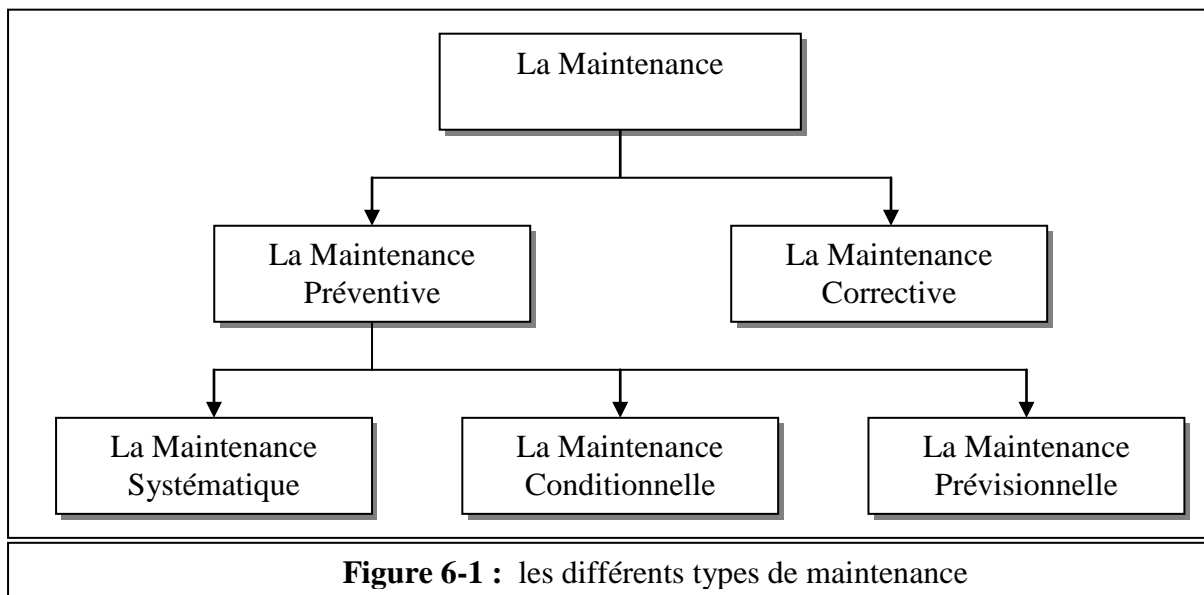 La Maintenance
La Maintenance
Préventive
La Maintenance
Corrective
La Maintenance
Systématique
La Maintenance
Conditionnelle
La Maintenance
Prévisionnelle
Figure 6-1 : les différents types de maintenance